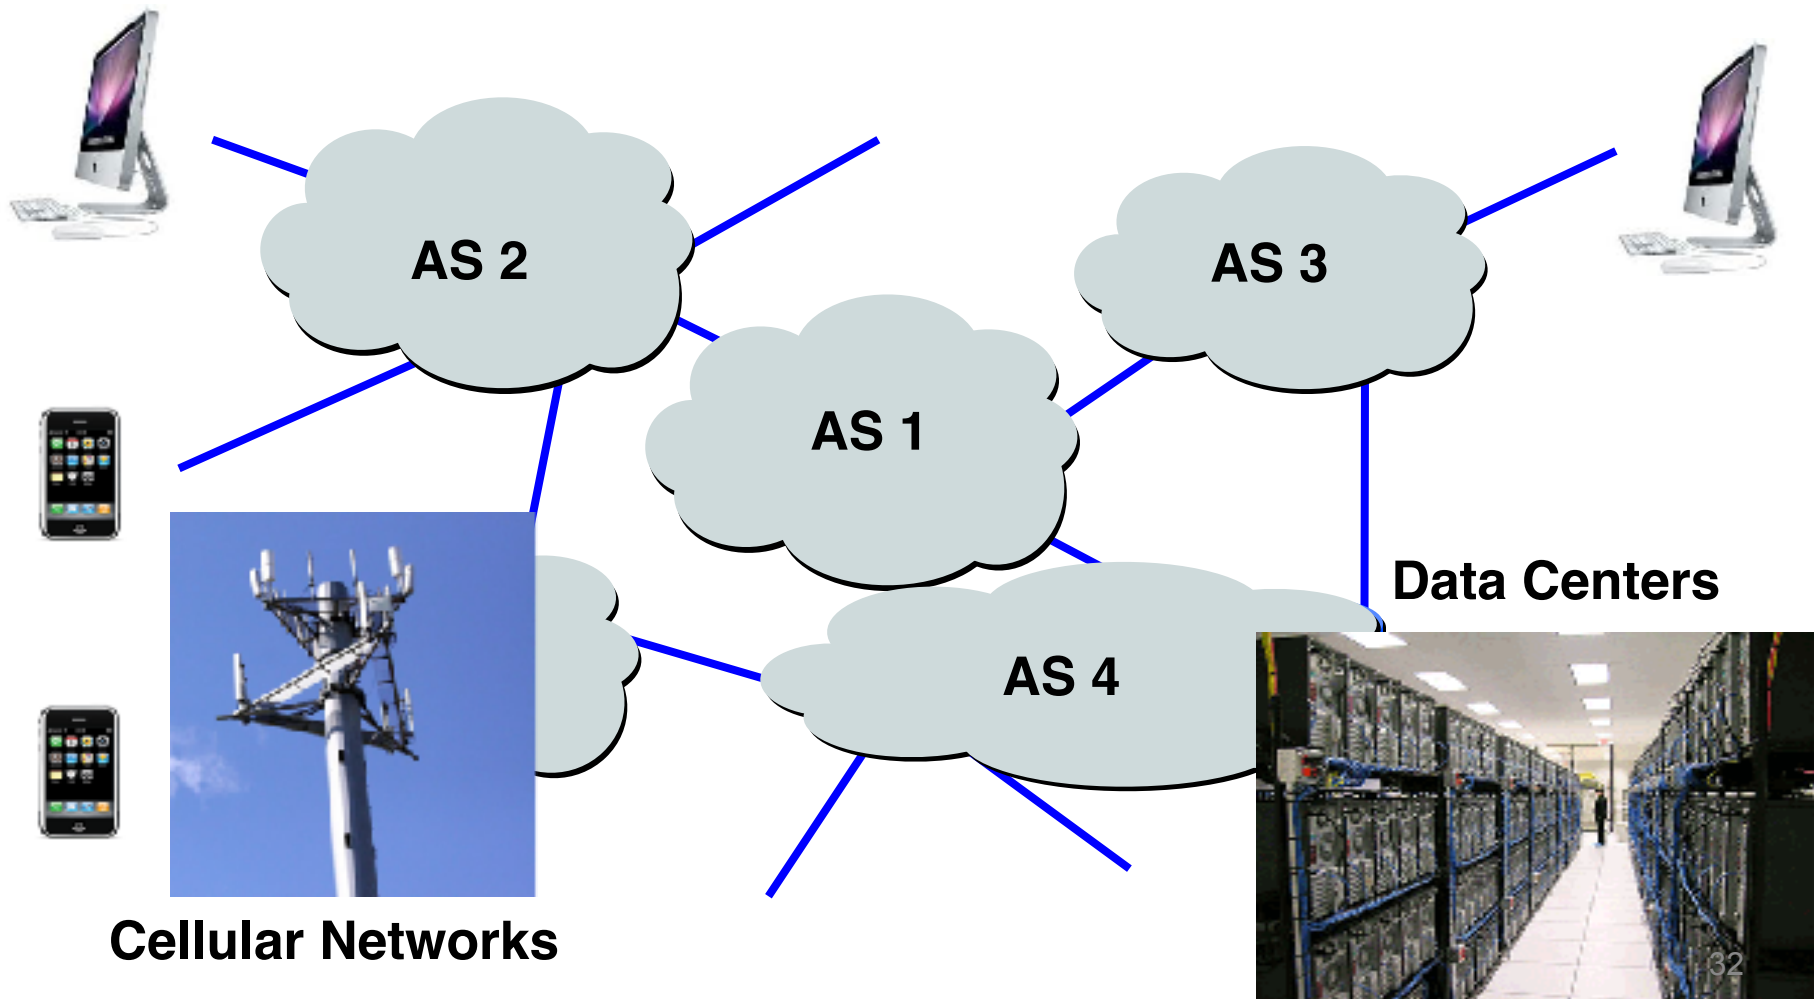 AS 2
AS 3
AS 1
Data Centers
AS 4
Cellular Networks
32